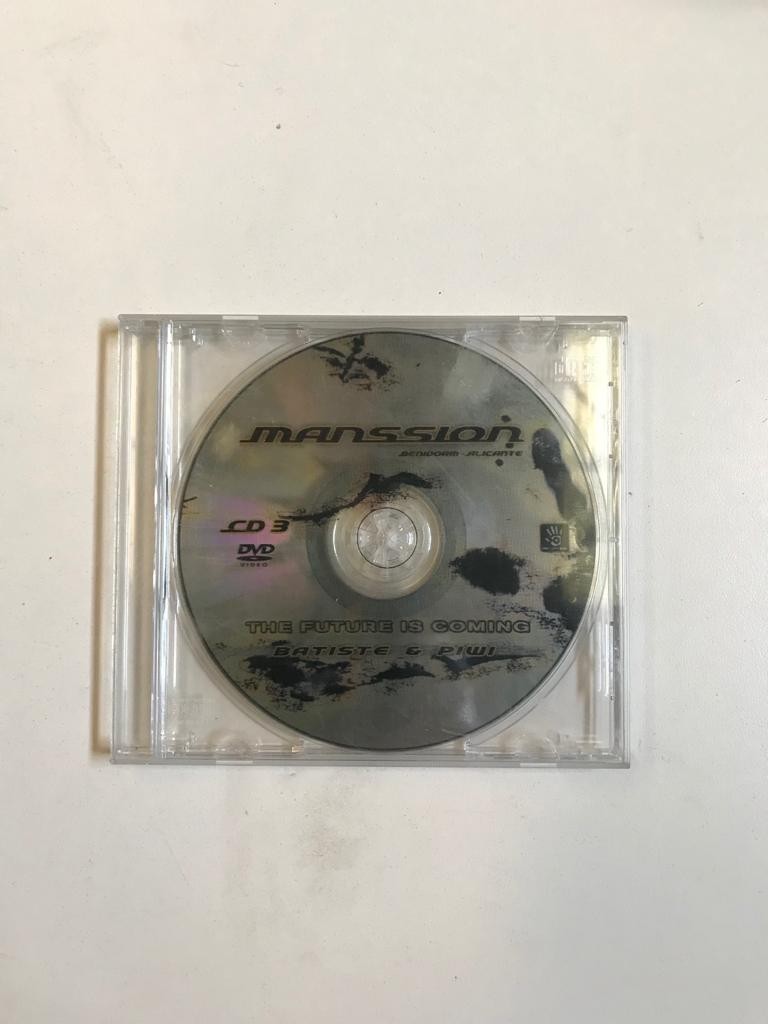 MANSSION
BENIDORM - ALICANTE
CD 3
DVD
VIDEO
THE FUTURE IS COMING
BATISTE & PIWI